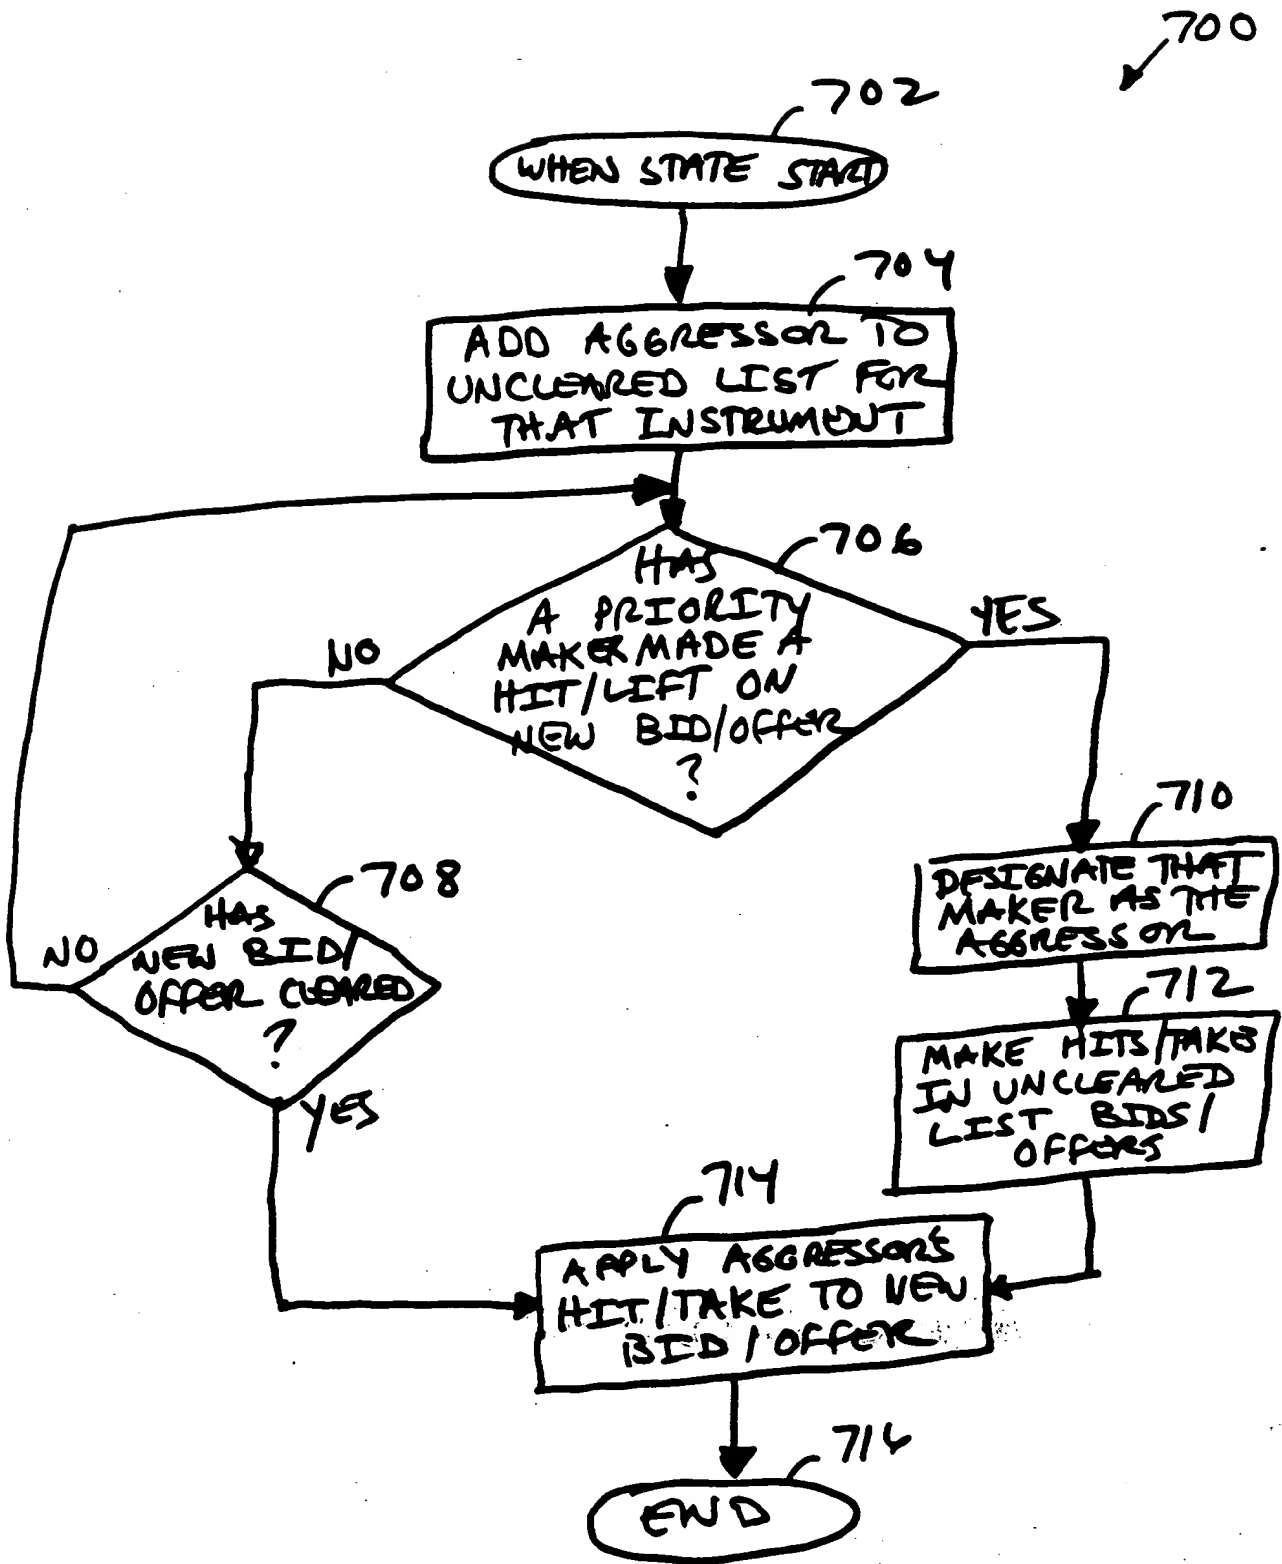 700
702
WHEN STATE START
704
ADD AGGRESSOR TO
UNCLEARED LIST FOR
THAT INSTRUMENT
706
HAS
A PRIORITY
MAKER MADE A
HIT/LIFT ON
NEW BID/OFFER
?
YES
NO
708
HAS
NEW BID/
OFFER CLEARED
?
NO
YES
710
DESIGNATE THAT
MAKER AS THE
AGGRESSOR
712
MAKE HITS/TAKES
IN UNCLEARED
LIST BIDS/
OFFERS
714
APPLY AGGRESSOR'S
HIT/TAKE TO NEW
BID/OFFER
716
END